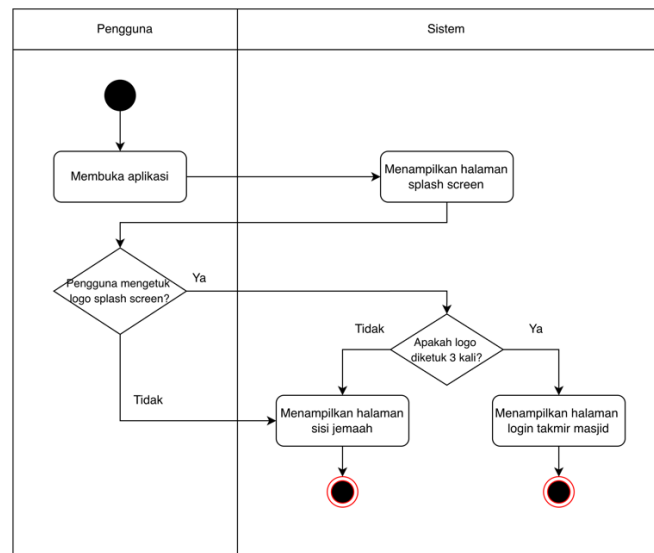 Pengguna
Sistem
Membuka aplikasi
Menampilkan halaman
splash screen
Pengguna mengetuk
logo splash screen?
Ya
Tidak
Apakah logo
diketuk 3 kali?
Tidak
Ya
Menampilkan halaman
sisi jemaah
Menampilkan halaman
login takmir masjid